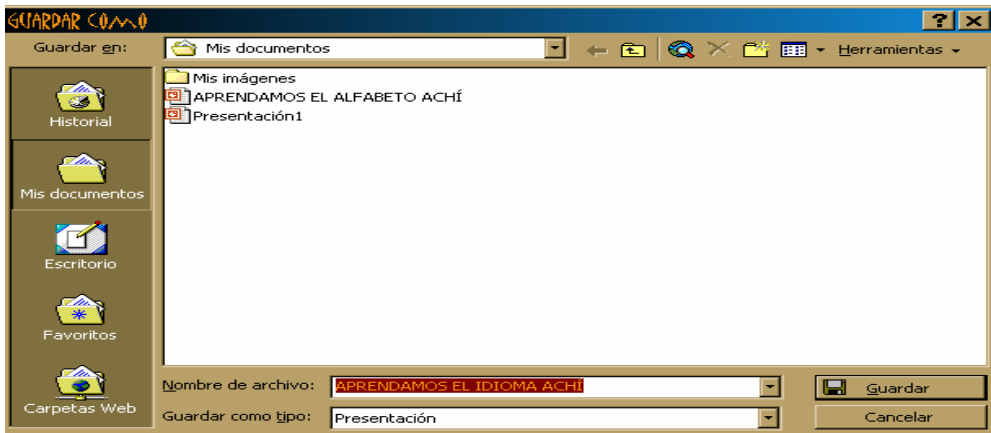 GUARDAR COMO
Guardar en: Mis documentos Herramientas
Mis imágenes
APRENDAMOS EL ALFABETO ACHÍ
Presentación1
Historial
Mis documentos
Escritorio
Favoritos
Carpetas Web
Nombre de archivo: APRENDAMOS EL IDIOMA ACHÍ Guardar
Guardar como tipo: Presentación Cancelar